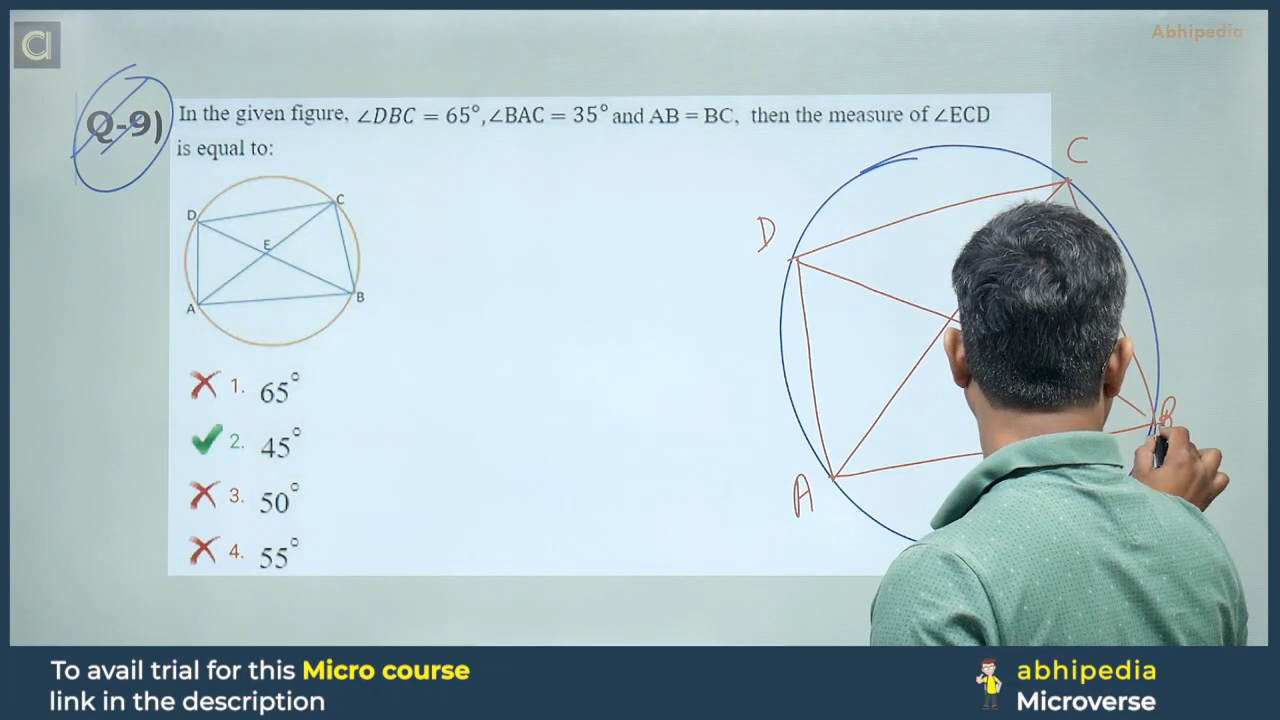 Abhipedia
Q-9) In the given figure, ∠DBC = 65°, ∠BAC = 35° and AB = BC, then the measure of ∠ECD
is equal to:
C
D
C
D
E
B
A
B
A
1. 65°
2. 45°
3. 50°
4. 55°
To avail trial for this Micro course
link in the description
abhipedia
Microverse